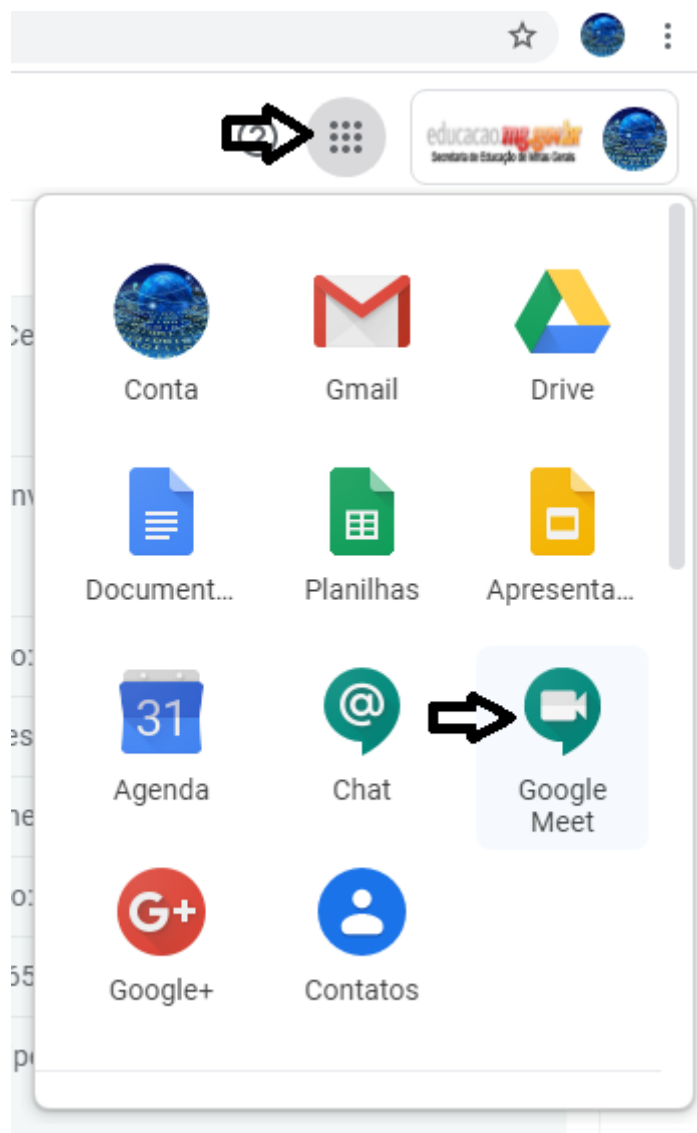 educacao.mg.gov.br
Secretaria de Educação de Minas Gerais
Conta
Gmail
Drive
Document...
Planilhas
Apresenta...
31
Agenda
Chat
Google
Meet
G+
Google+
Contatos